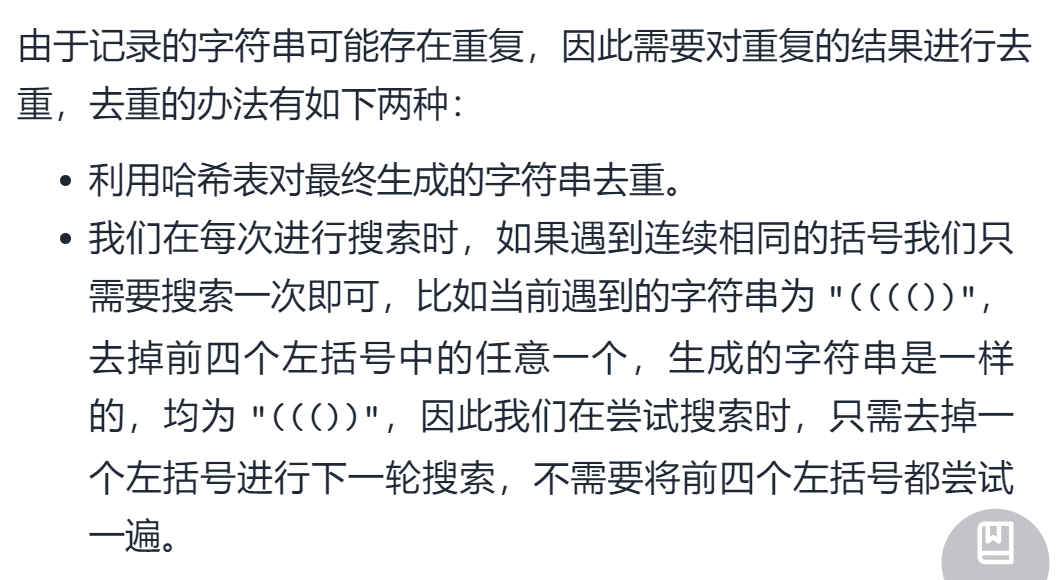 由于记录的字符串可能存在重复，因此需要对重复的结果进行去
重，去重的办法有如下两种：
• 利用哈希表对最终生成的字符串去重。
• 我们在每次进行搜索时，如果遇到连续相同的括号我们只
需要搜索一次即可，比如当前遇到的字符串为 "(((())"，
去掉前四个左括号中的任意一个，生成的字符串是一样
的，均为 "((())"，因此我们在尝试搜索时，只需去掉一
个左括号进行下一轮搜索，不需要将前四个左括号都尝试
一遍。